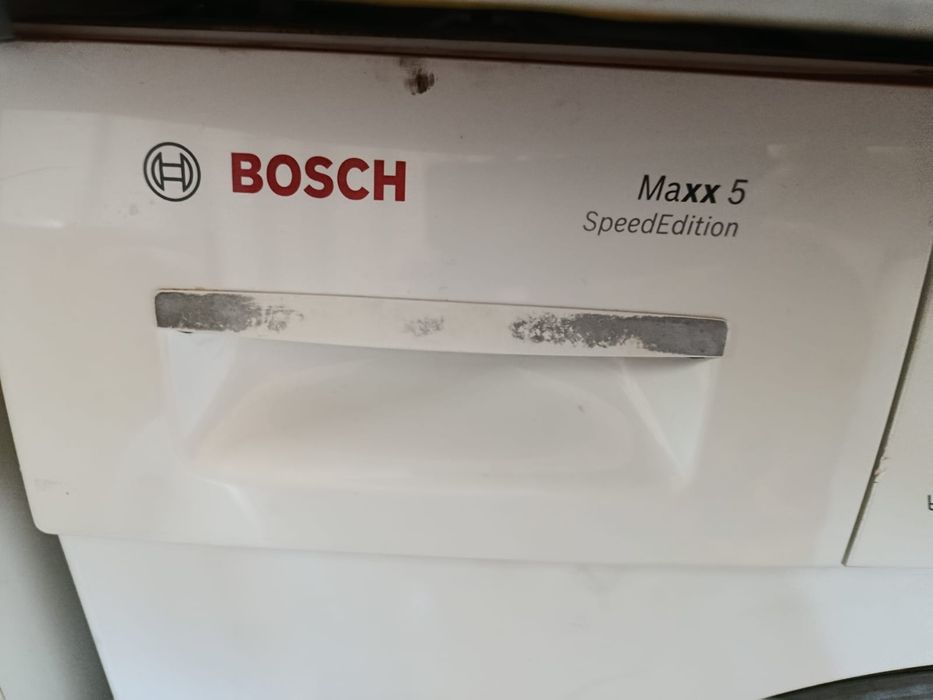 BOSCH
Maxx 5
SpeedEdition